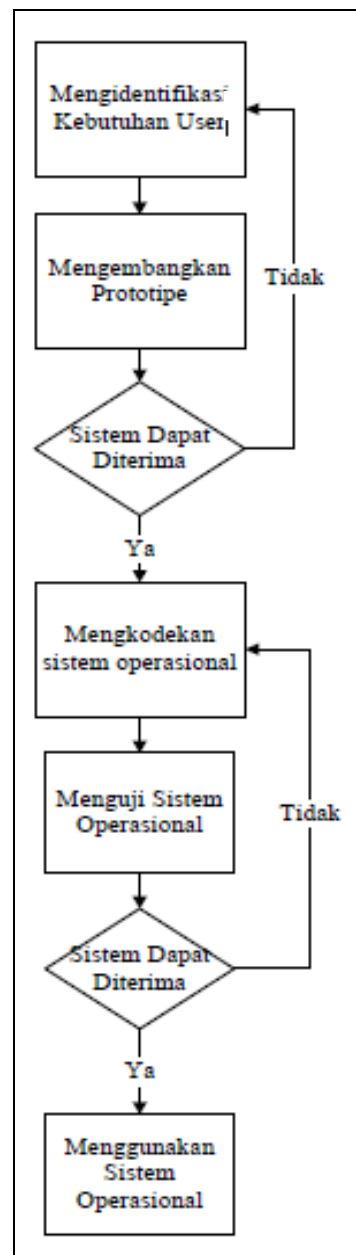 Mengidentifikasi
Kebutuhan User
Mengembangkan
Prototipe
Tidak
Sistem Dapat
Diterima
Ya
Mengkodekan
sistem operasional
Menguji Sistem
Operasional
Tidak
Sistem Dapat
Diterima
Ya
Menggunakan
Sistem
Operasional